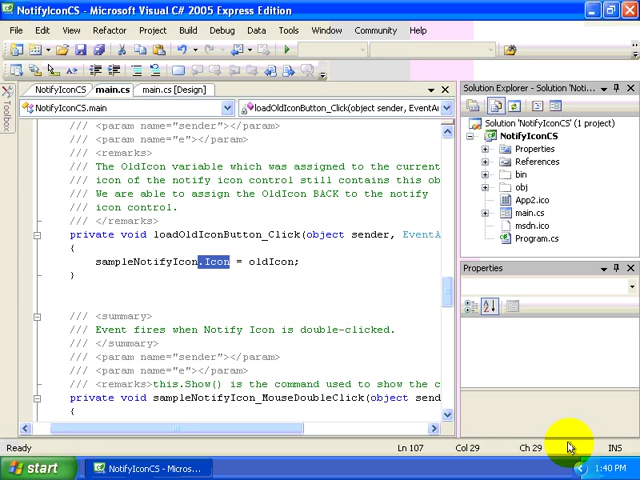 NotifyIconCS - Microsoft Visual C# 2005 Express Edition
File Edit View Refactor Project Build Debug Data Tools Window Community Help
NotifyIconCS main.cs main.cs [Design]
NotifyIconCS.main loadOldIconButton_Click(object sender, EventAr
Toolbox
/// <param name="sender"></param>
/// <param name="e"></param>
/// <remarks>
/// The OldIcon variable which was assigned to the current
/// icon of the notify icon control still contains this ob
/// We are able to assign the OldIcon BACK to the notify
/// icon control.
/// </remarks>
private void loadOldIconButton_Click(object sender, EventA
{
sampleNotifyIcon.Icon = oldIcon;
}
/// <summary>
/// Event fires when Notify Icon is double-clicked.
/// </summary>
/// <param name="sender"></param>
/// <param name="e"></param>
/// <remarks>this.Show() is the command used to show the c
private void sampleNotifyIcon_MouseDoubleClick(object send
{
Solution Explorer - Solution 'Noti...
Solution 'NotifyIconCS' (1 project)
NotifyIconCS
Properties
References
bin
obj
App2.ico
main.cs
msdn.ico
Program.cs
Properties
Ready Ln 107 Col 29 Ch 29 INS
start NotifyIconCS - Micros... 1:40 PM